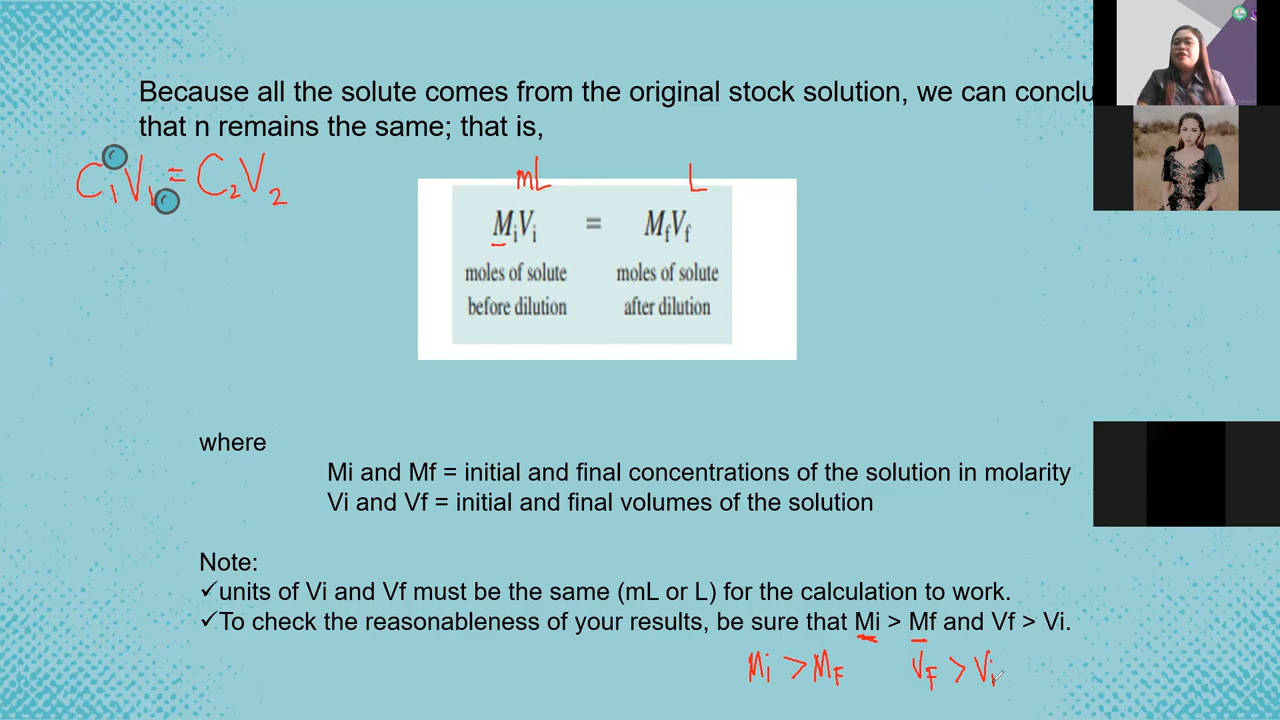 Because all the solute comes from the original stock solution, we can conclu
that n remains the same; that is,
C₁V₁ = C₂V₂
mL L
MᵢVᵢ = M_fV_f
moles of solute moles of solute
before dilution after dilution
where
Mi and Mf = initial and final concentrations of the solution in molarity
Vi and Vf = initial and final volumes of the solution
Note:
✓units of Vi and Vf must be the same (mL or L) for the calculation to work.
✓To check the reasonableness of your results, be sure that Mi > Mf and Vf > Vi.
Mi > MF VF > Vi